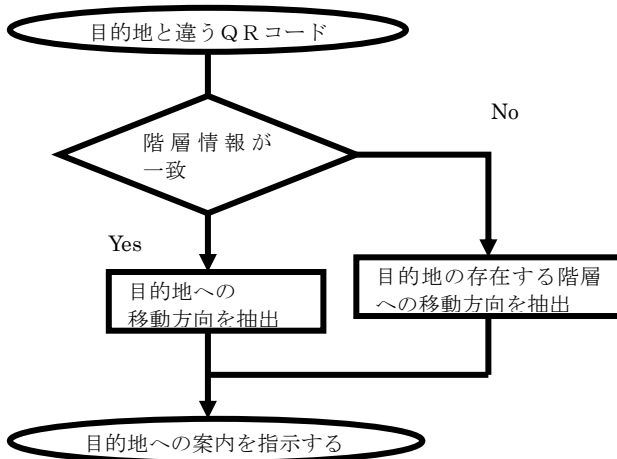 目的地と違うＱＲコード
No
階層情報が
一致
Yes
目的地への
移動方向を抽出
目的地の存在する階層
への移動方向を抽出
目的地への案内を指示する